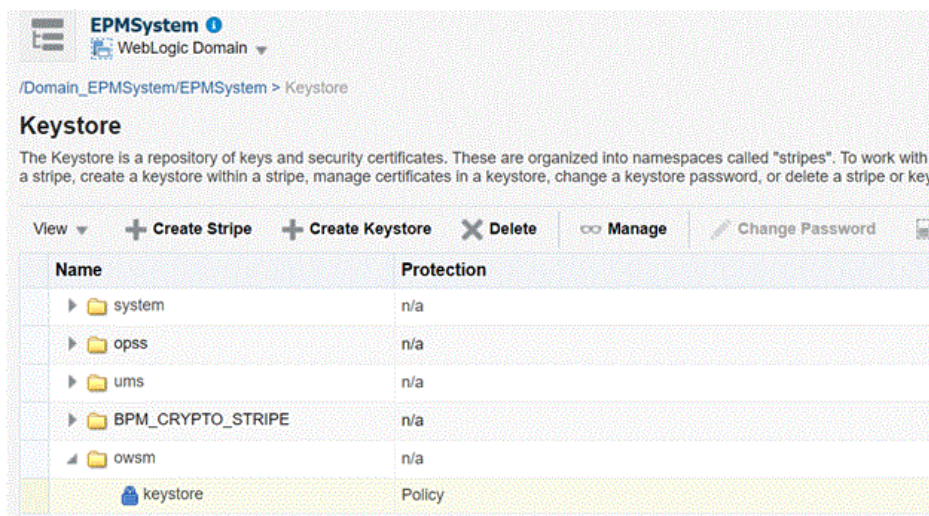 EPMSystem
WebLogic Domain
/Domain_EPMSystem/EPMSystem > Keystore
Keystore
The Keystore is a repository of keys and security certificates. These are organized into namespaces called "stripes". To work with
a stripe, create a keystore within a stripe, manage certificates in a keystore, change a keystore password, or delete a stripe or key
View Create Stripe Create Keystore Delete Manage Change Password
Name Protection
system n/a
opss n/a
ums n/a
BPM_CRYPTO_STRIPE n/a
owsm n/a
keystore Policy